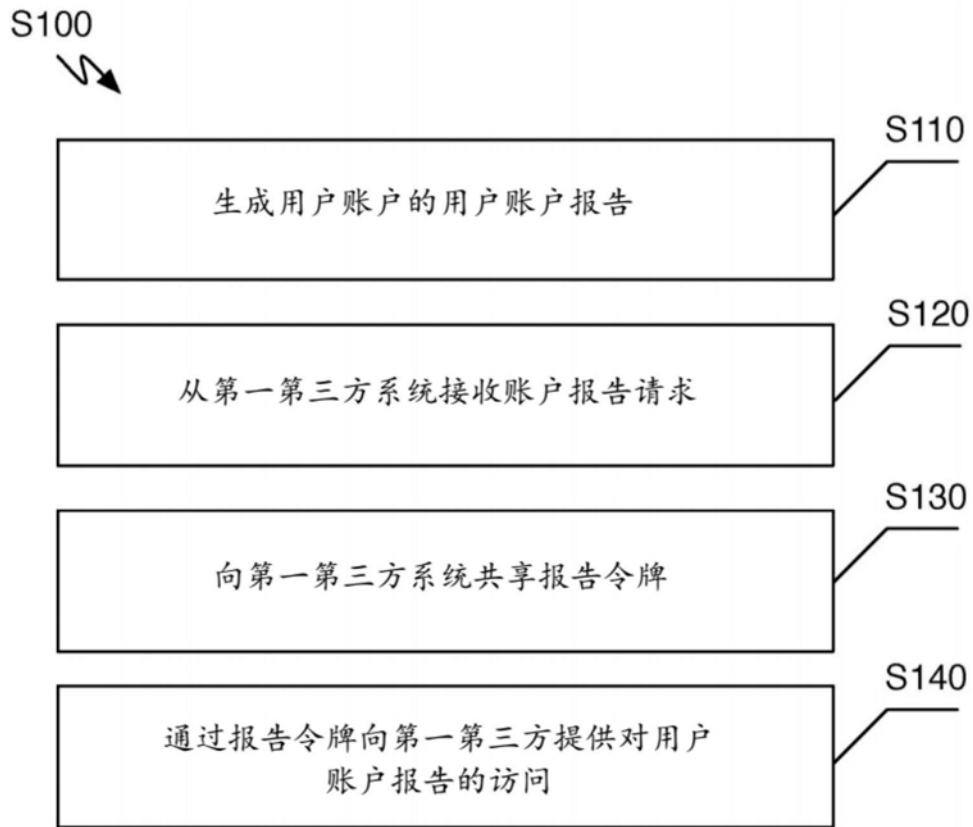 S100
S110
生成用户账户的用户账户报告
S120
从第一第三方系统接收账户报告请求
S130
向第一第三方系统共享报告令牌
S140
通过报告令牌向第一第三方提供对用户
账户报告的访问